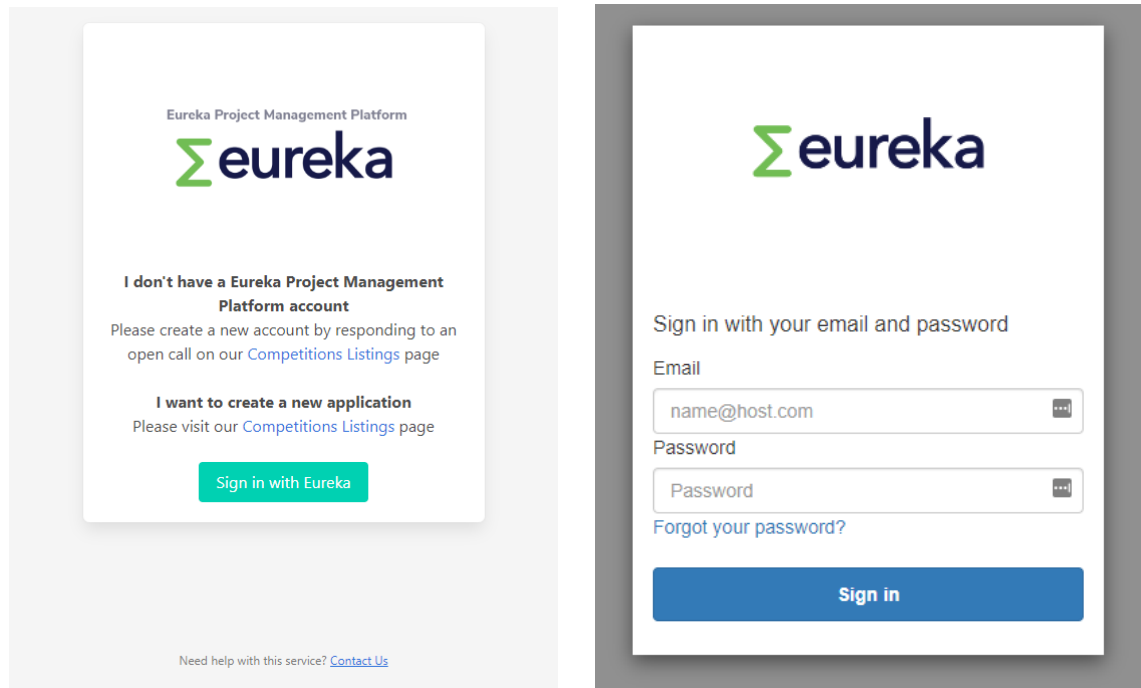 Eureka Project Management Platform
eureka
I don't have a Eureka Project Management
Platform account
Please create a new account by responding to an
open call on our Competitions Listings page
I want to create a new application
Please visit our Competitions Listings page
Sign in with Eureka
Need help with this service? Contact Us
eureka
Sign in with your email and password
Email
name@host.com
Password
Password
Forgot your password?
Sign in